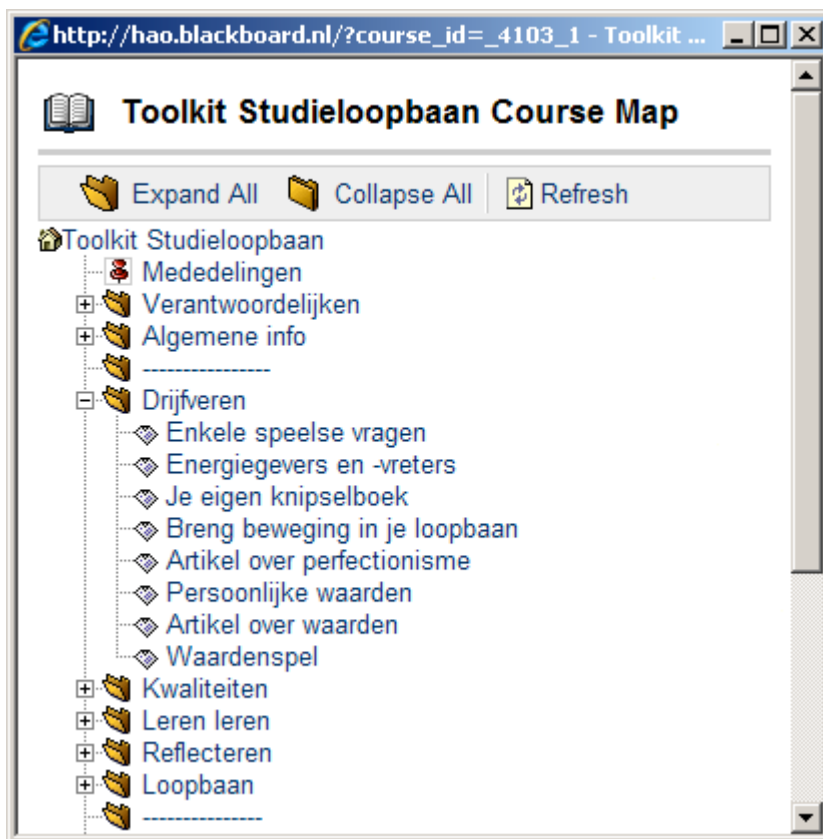 http://hao.blackboard.nl/?course_id=_4103_1 - Toolkit ...
Toolkit Studieloopbaan Course Map
Expand All Collapse All Refresh
Toolkit Studieloopbaan
Mededelingen
Verantwoordelijken
Algemene info
----------------
Drijfveren
Enkele speelse vragen
Energiegevers en -vreters
Je eigen knipselboek
Breng beweging in je loopbaan
Artikel over perfectionisme
Persoonlijke waarden
Artikel over waarden
Waardenspel
Kwaliteiten
Leren leren
Reflecteren
Loopbaan
---------------